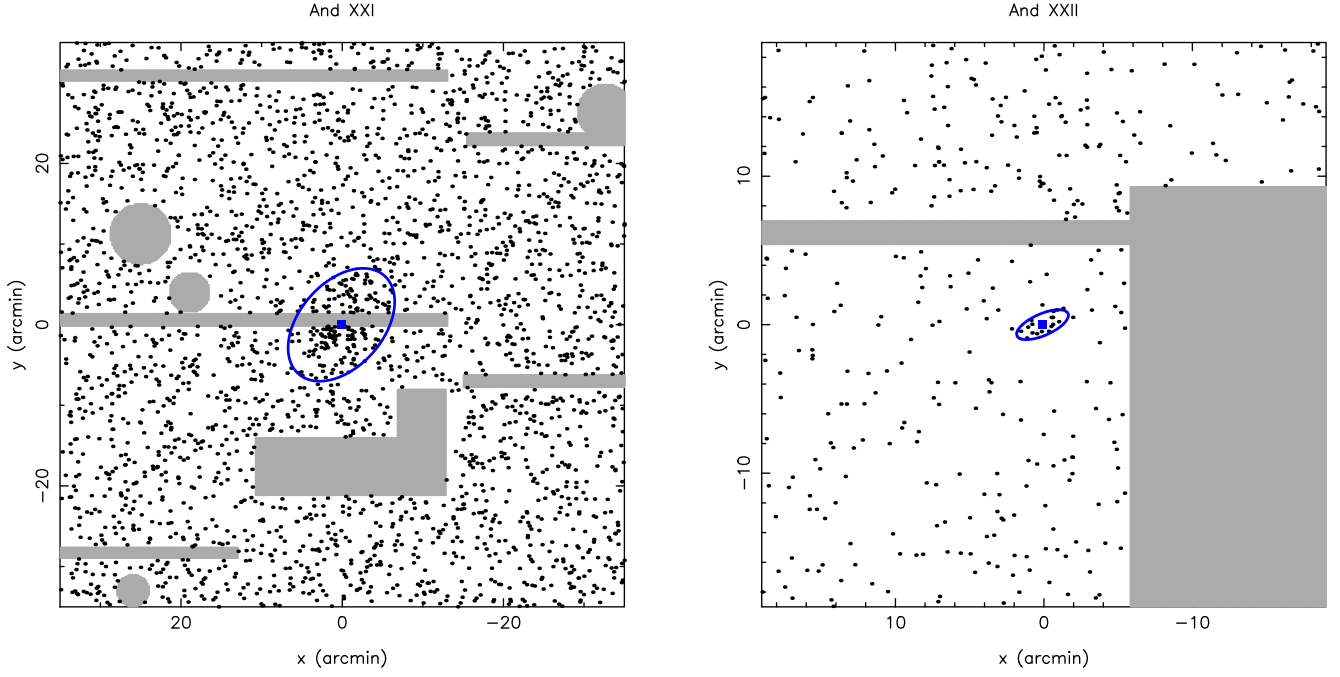 And XXI
20
0
−20
y (arcmin)
20
0
−20
x (arcmin)
And XXII
10
0
−10
y (arcmin)
10
0
−10
x (arcmin)